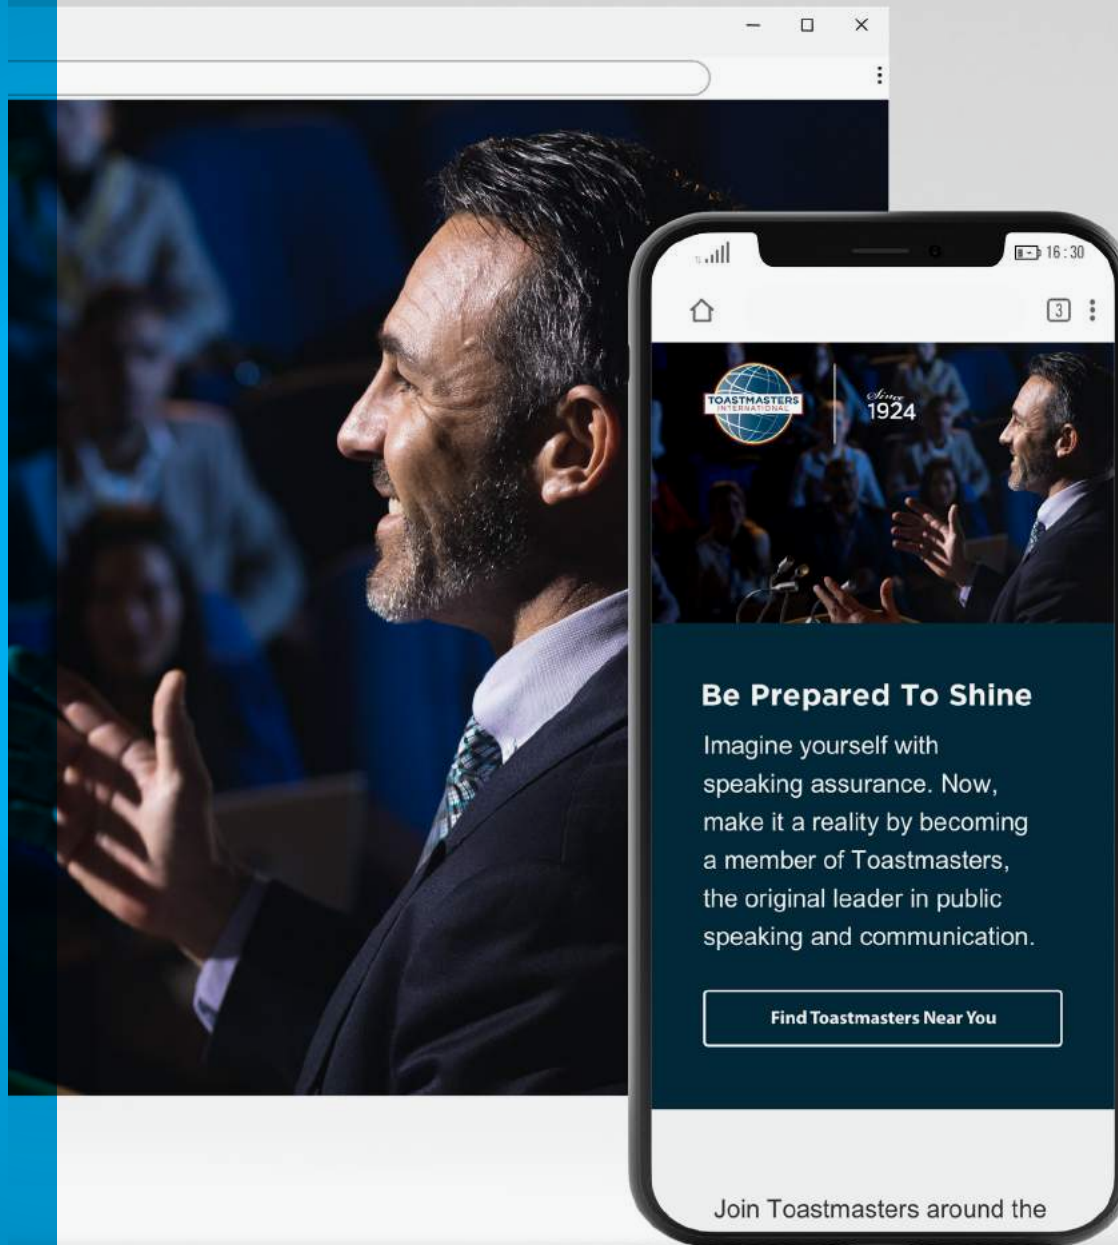 16:30
3
TOASTMASTERS
INTERNATIONAL
Since
1924
Be Prepared To Shine
Imagine yourself with
speaking assurance. Now,
make it a reality by becoming
a member of Toastmasters,
the original leader in public
speaking and communication.
Find Toastmasters Near You
Join Toastmasters around the